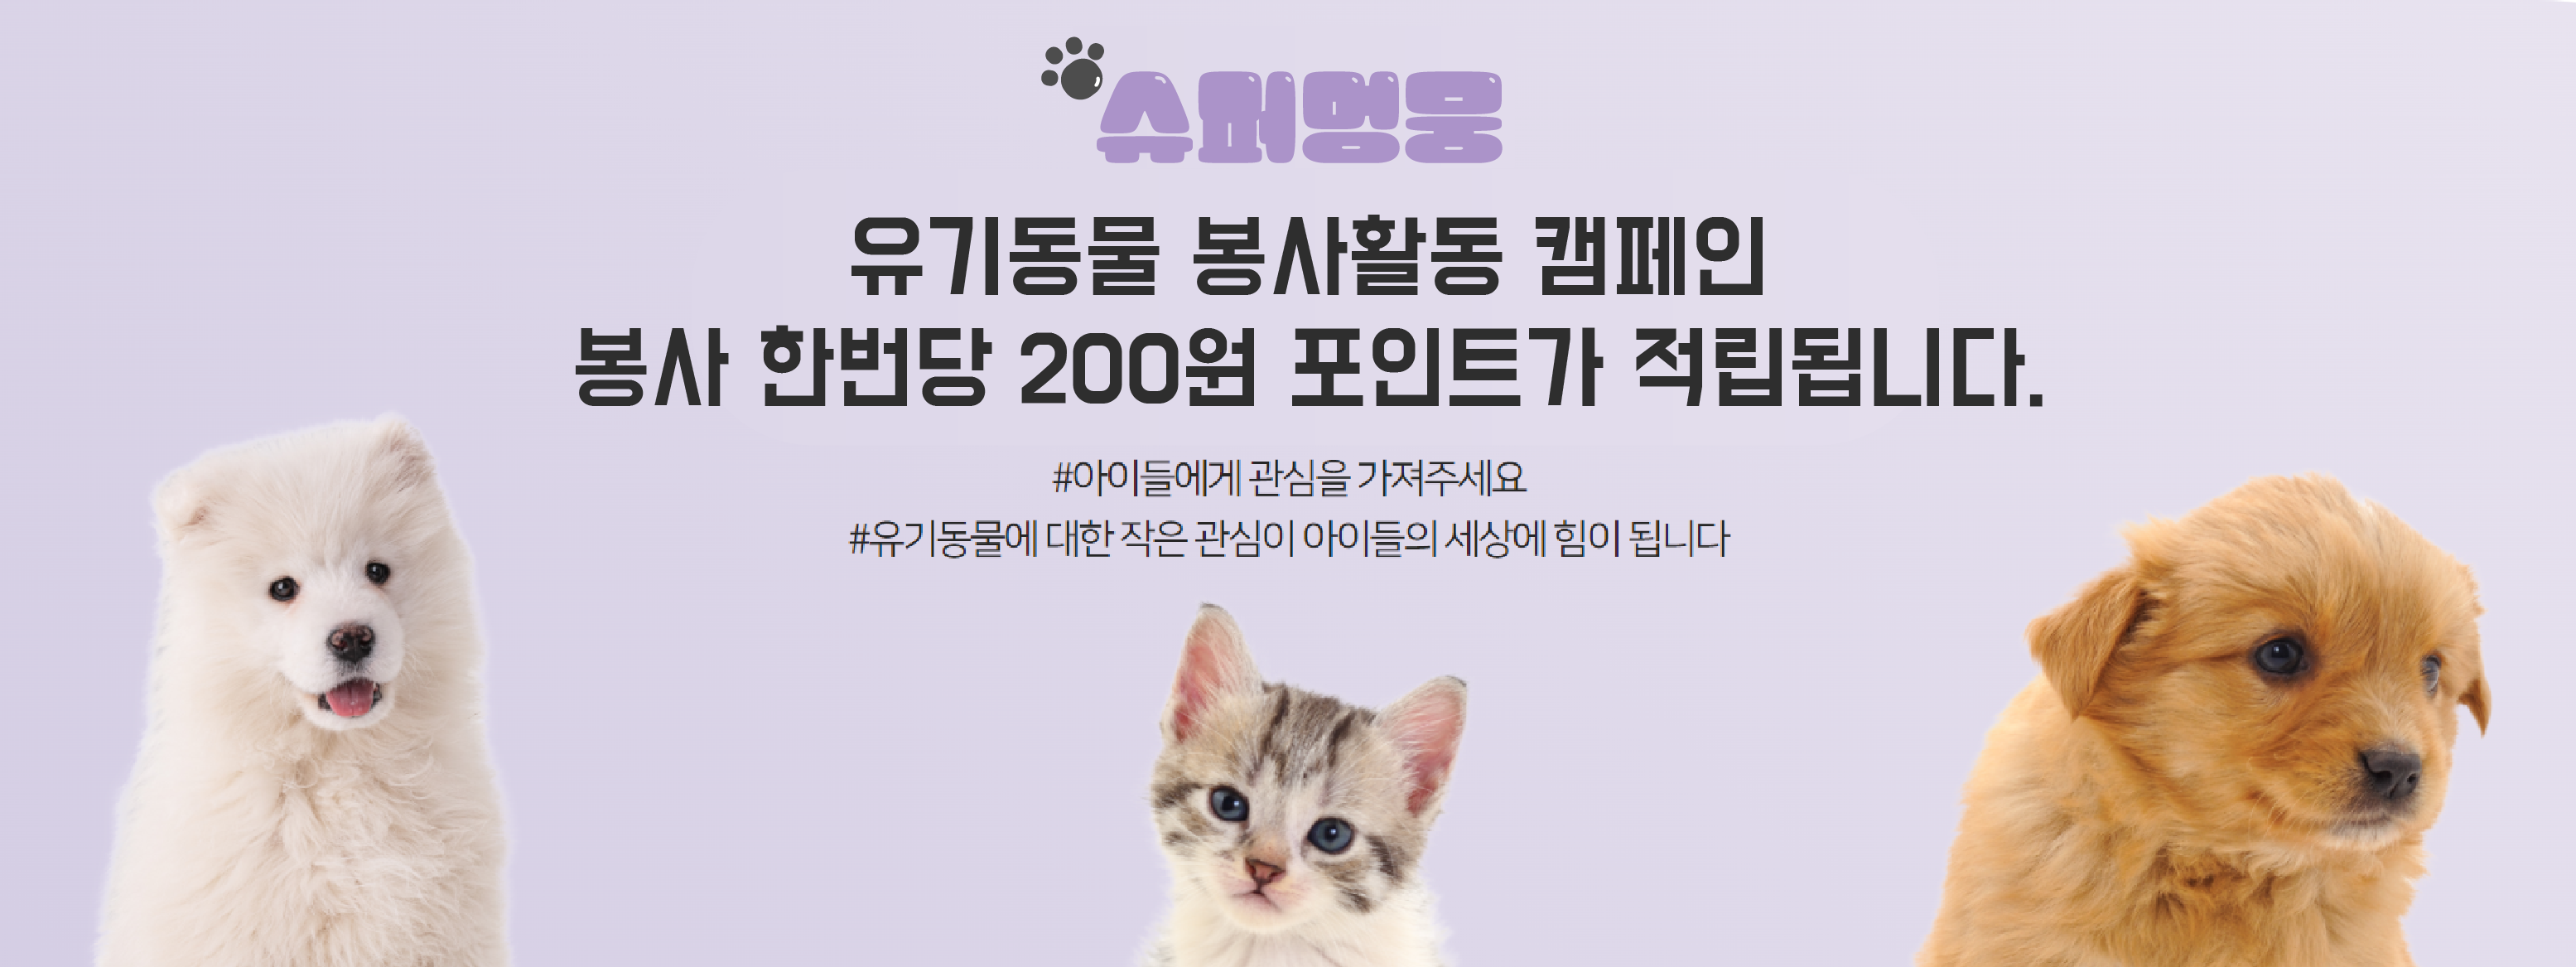 슈퍼멍웅
유기동물 봉사활동 캠페인
봉사 한번당 200원 포인트가 적립됩니다.
#아이들에게 관심을 가져주세요
#유기동물에 대한 작은 관심이 아이들의 세상에 힘이 됩니다